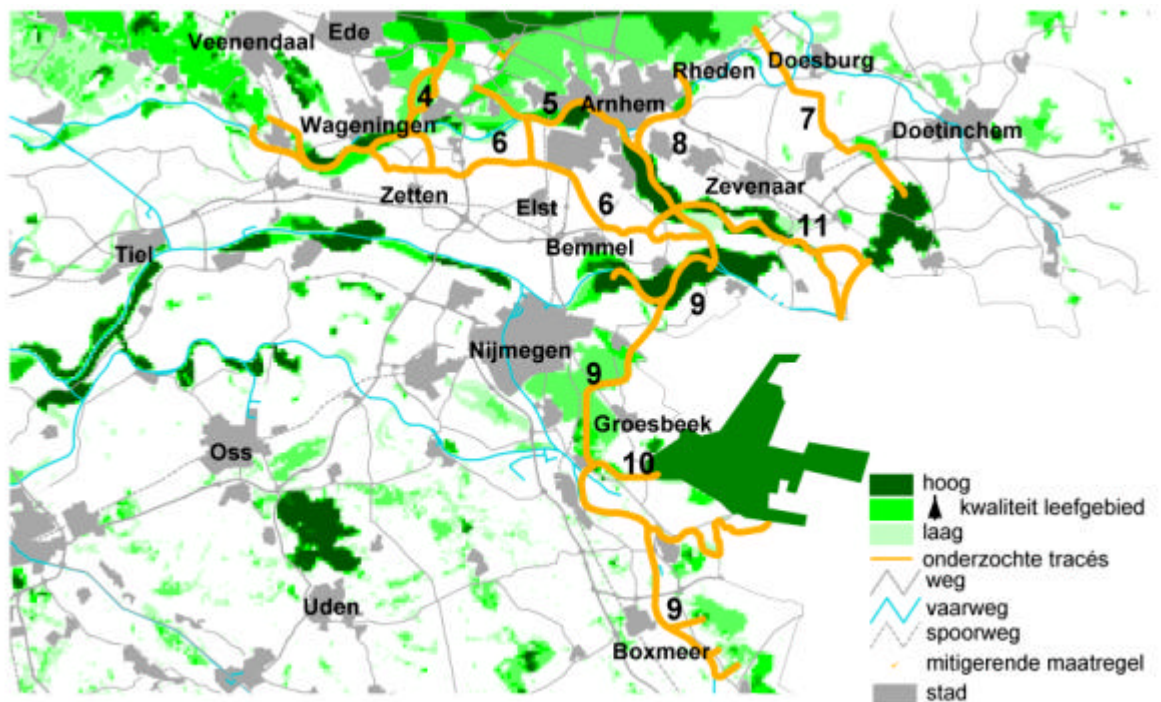 Ede
Veenendaal
Rheden
Doesburg
4
5
Arnhem
7
Wageningen
6
8
Doetinchem
Zetten
Zevenaar
Elst
6
11
Tiel
Bemmel
9
Nijmegen
9
Groesbeek
Oss
10
hoog
kwaliteit leefgebied
laag
onderzochte tracés
weg
Uden
9
vaarweg
spoorweg
Boxmeer
mitigerende maatregel
stad